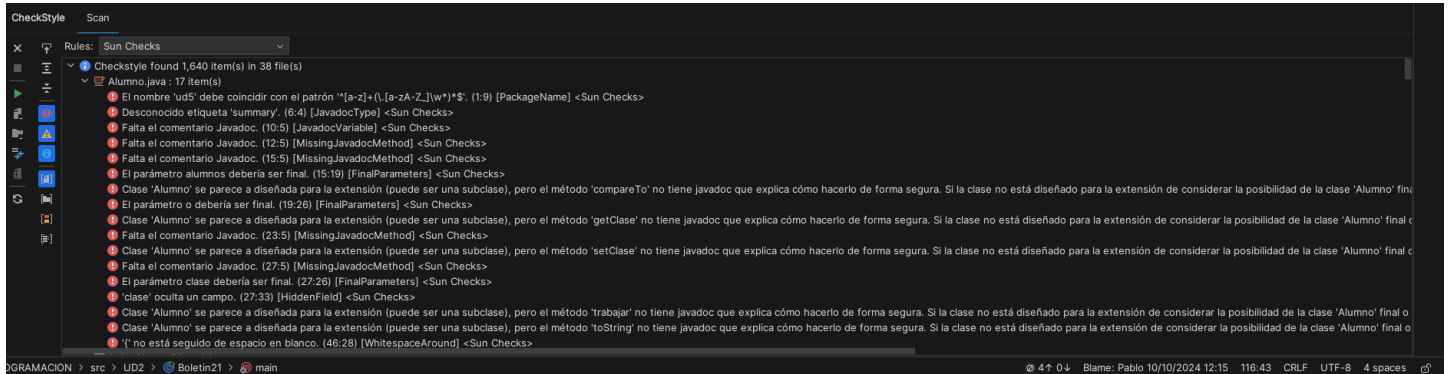 CheckStyle Scan
Rules: Sun Checks
Checkstyle found 1,640 item(s) in 38 file(s)
Alumno.java : 17 item(s)
El nombre 'ud5' debe coincidir con el patrón '^[a-z]+(\.[a-zA-Z_]\w*)*$'. (1:9) [PackageName] <Sun Checks>
Desconocido etiqueta 'summary'. (6:4) [JavadocType] <Sun Checks>
Falta el comentario Javadoc. (10:5) [JavadocVariable] <Sun Checks>
Falta el comentario Javadoc. (12:5) [MissingJavadocMethod] <Sun Checks>
Falta el comentario Javadoc. (15:5) [MissingJavadocMethod] <Sun Checks>
El parámetro alumnos debería ser final. (15:19) [FinalParameters] <Sun Checks>
Clase 'Alumno' se parece a diseñada para la extensión (puede ser una subclase), pero el método 'compareTo' no tiene javadoc que explica cómo hacerlo de forma segura. Si la clase no está diseñado para la extensión de considerar la posibilidad de la clase 'Alumno' fina
El parámetro o debería ser final. (19:26) [FinalParameters] <Sun Checks>
Clase 'Alumno' se parece a diseñada para la extensión (puede ser una subclase), pero el método 'getClase' no tiene javadoc que explica cómo hacerlo de forma segura. Si la clase no está diseñado para la extensión de considerar la posibilidad de la clase 'Alumno' final c
Falta el comentario Javadoc. (23:5) [MissingJavadocMethod] <Sun Checks>
Clase 'Alumno' se parece a diseñada para la extensión (puede ser una subclase), pero el método 'setClase' no tiene javadoc que explica cómo hacerlo de forma segura. Si la clase no está diseñado para la extensión de considerar la posibilidad de la clase 'Alumno' final c
Falta el comentario Javadoc. (27:5) [MissingJavadocMethod] <Sun Checks>
El parámetro clase debería ser final. (27:26) [FinalParameters] <Sun Checks>
'clase' oculta un campo. (27:33) [HiddenField] <Sun Checks>
Clase 'Alumno' se parece a diseñada para la extensión (puede ser una subclase), pero el método 'trabajar' no tiene javadoc que explica cómo hacerlo de forma segura. Si la clase no está diseñado para la extensión de considerar la posibilidad de la clase 'Alumno' final o
Clase 'Alumno' se parece a diseñada para la extensión (puede ser una subclase), pero el método 'toString' no tiene javadoc que explica cómo hacerlo de forma segura. Si la clase no está diseñado para la extensión de considerar la posibilidad de la clase 'Alumno' final o
'{' no está seguido de espacio en blanco. (46:28) [WhitespaceAround] <Sun Checks>
OGRAMACION > src > UD2 > Boletin21 > main 4↑ 0↓ Blame: Pablo 10/10/2024 12:15 116:43 CRLF UTF-8 4 spaces